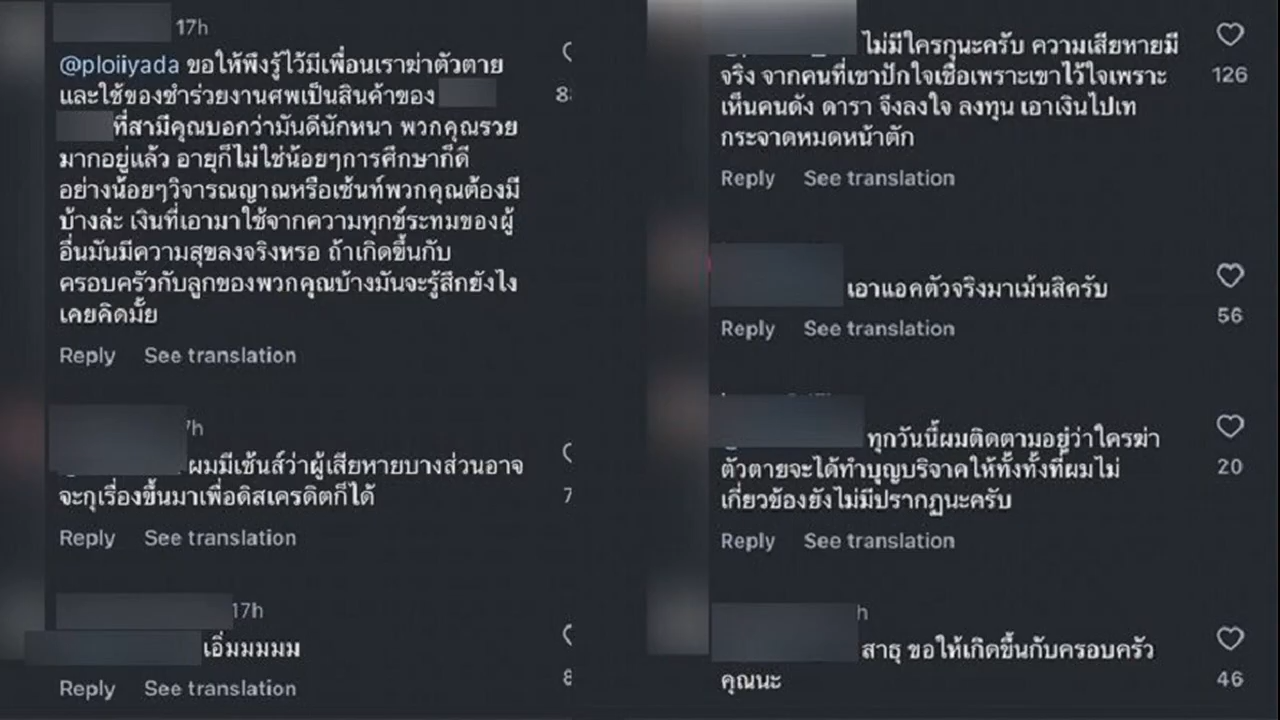 17h
@ploiiyada ขอให้พึงรู้ไว้มีเพื่อนเราฆ่าตัวตาย
และใช้ของชำร่วยงานศพเป็นสินค้าของ
ที่สามีคุณบอกว่ามันดีนักหนา พวกคุณรวย
มากอยู่แล้ว อายุก็ไม่ใช่น้อยๆการศึกษาก็ดี
อย่างน้อยๆวิจารณญาณหรือเซ้นท์พวกคุณต้องมี
บ้างล่ะ เงินที่เอามาใช้จากความทุกข์ระทมของผู้
อื่นมันมีความสุขลงจริงหรอ ถ้าเกิดขึ้นกับ
ครอบครัวกับลูกของพวกคุณบ้างมันจะรู้สึกยังไง
เคยคิดมั้ย
Reply See translation
7h
ผมมีเซ้นส์ว่าผู้เสียหายบางส่วนอาจ
จะกุเรื่องขึ้นมาเพื่อดิสเครดิตก็ได้
7
Reply See translation
17h
เอิ่มมมมม
Reply See translation
ไม่มีใครกุนะครับ ความเสียหายมี
จริง จากคนที่เขาปักใจเชื่อเพราะเขาไว้ใจเพราะ
เห็นคนดัง ดารา จึงลงใจ ลงทุน เอาเงินไปเท
กระจาดหมดหน้าตัก
126
Reply See translation
เอาแอคตัวจริงมาเม้นสิครับ
56
Reply See translation
ทุกวันนี้ผมติดตามอยู่ว่าใครฆ่า
ตัวตายจะได้ทำบุญบริจาคให้ทั้งทั้งที่ผมไม่
เกี่ยวข้องยังไม่มีปรากฏนะครับ
20
Reply See translation
h
สาธุ ขอให้เกิดขึ้นกับครอบครัว
คุณนะ
46